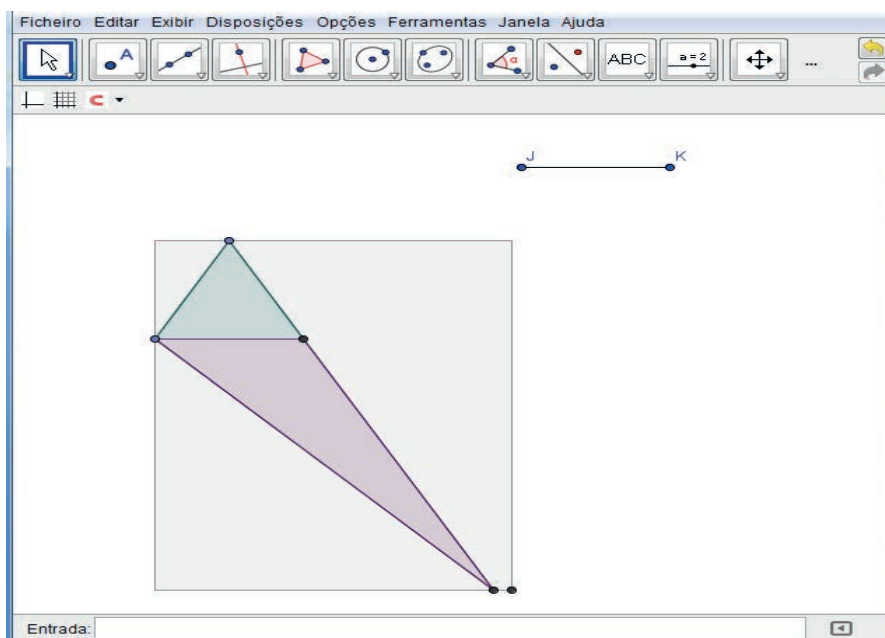 Ficheiro Editar Exibir Disposições Opções Ferramentas Janela Ajuda
A α ABC a=2 ...
J K
Entrada: